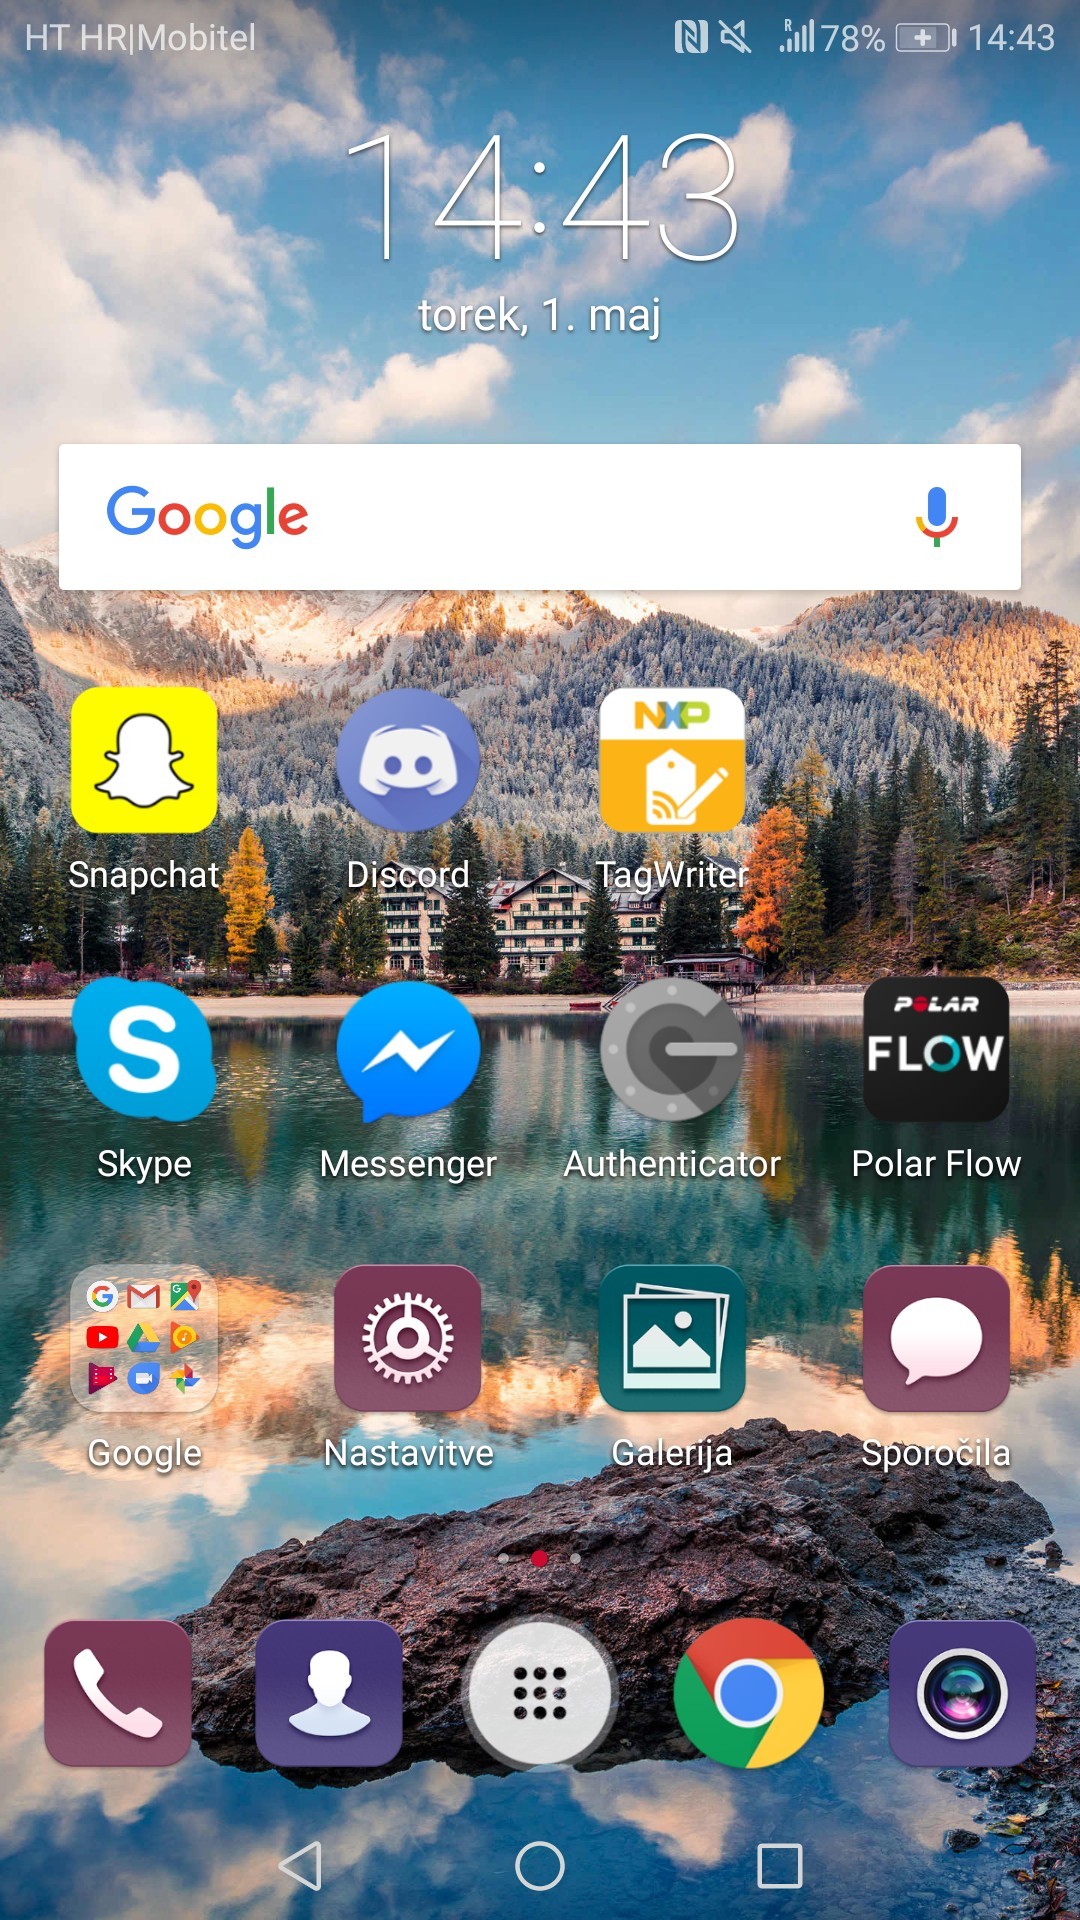 HT HR|Mobitel
R 78% 14:43
14:43
torek, 1. maj
Google
NXP
Snapchat
Discord
TagWriter
S
POLAR
FLOW
Skype
Messenger
Authenticator
Polar Flow
Google
Nastavitve
Galerija
Sporočila